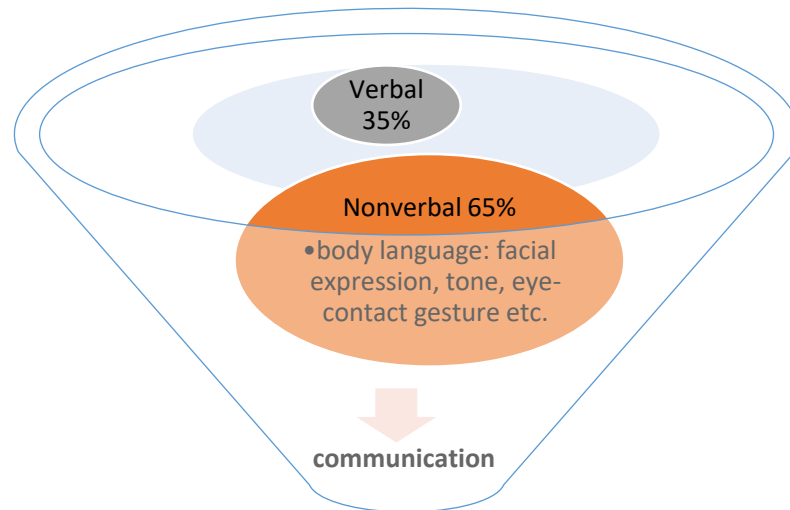 Verbal
35%
Nonverbal 65%
•body language: facial
expression, tone, eye-
contact gesture etc.
communication